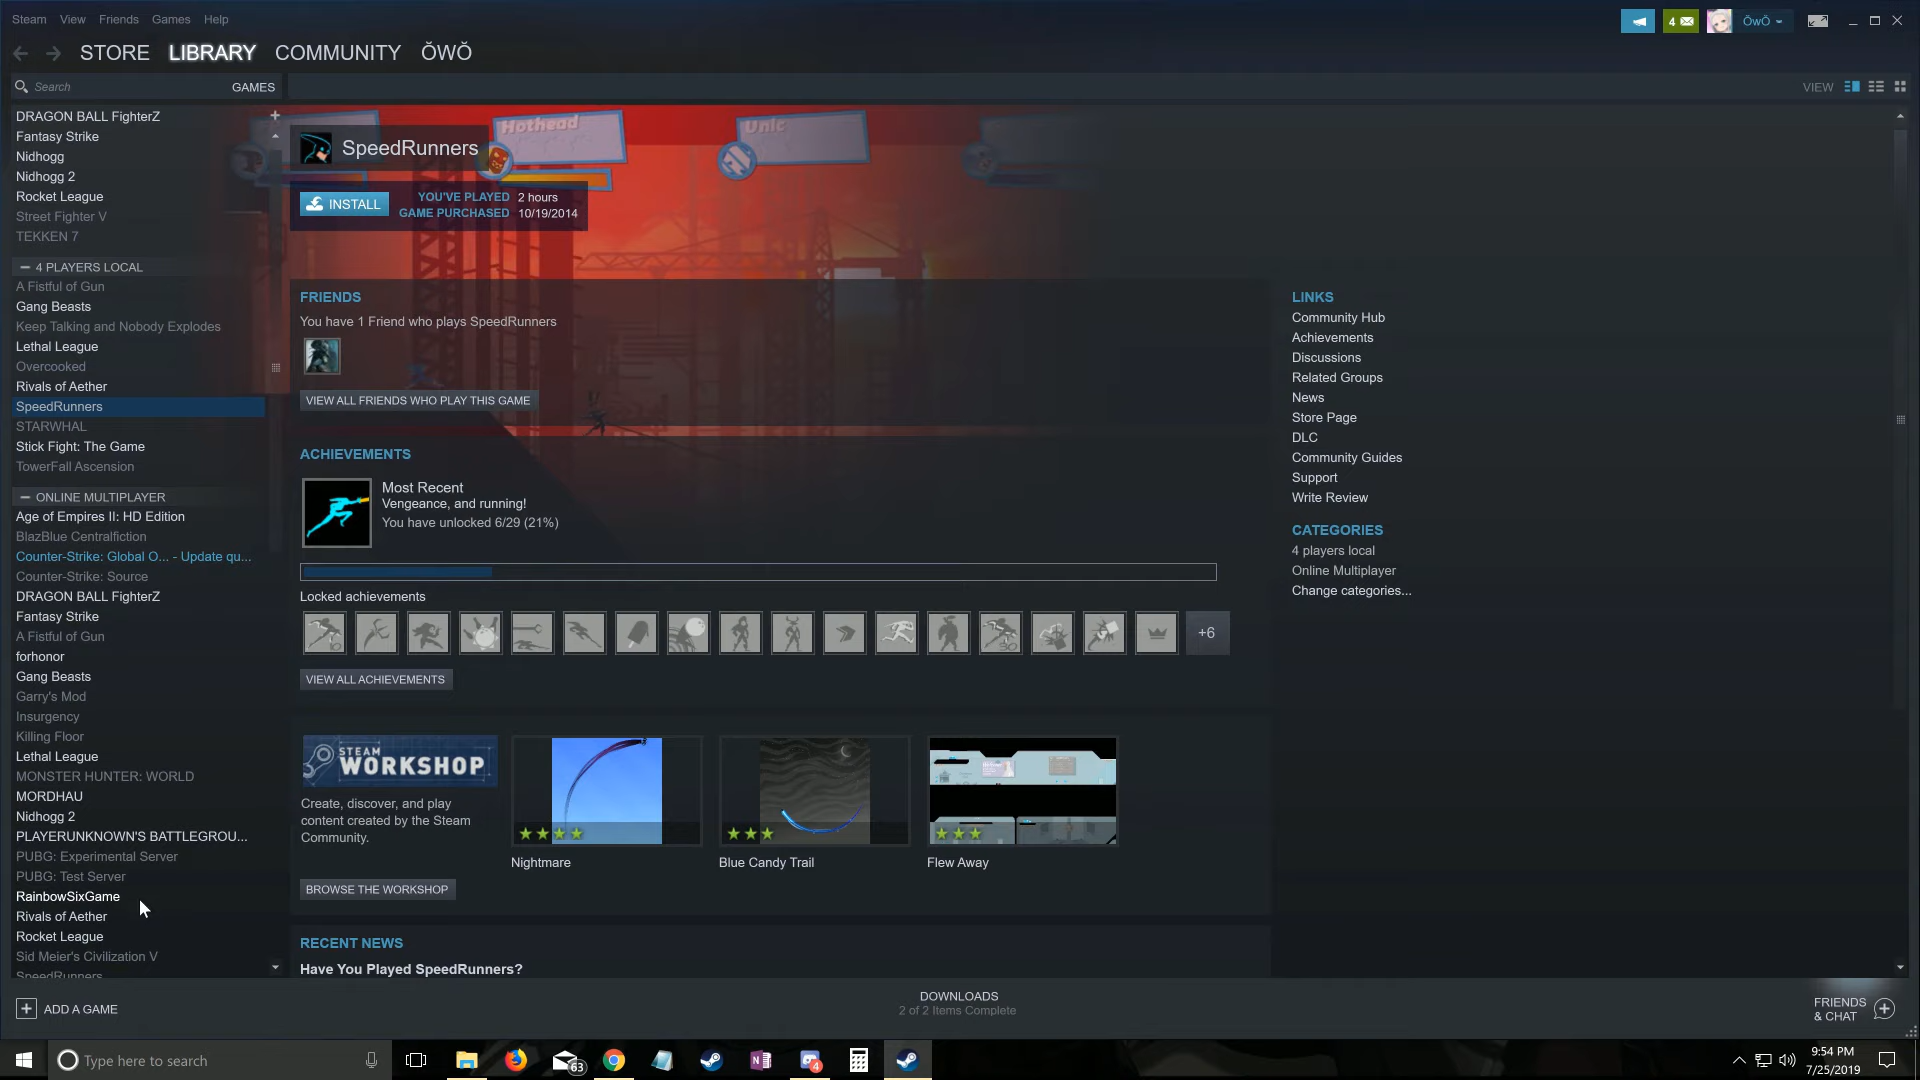 Steam View Friends Games Help
4
ŎwŎ
STORE LIBRARY COMMUNITY ŎWŎ
Search
GAMES
VIEW
DRAGON BALL FighterZ
Fantasy Strike
Nidhogg
Nidhogg 2
Rocket League
Street Fighter V
TEKKEN 7
4 PLAYERS LOCAL
A Fistful of Gun
Gang Beasts
Keep Talking and Nobody Explodes
Lethal League
Overcooked
Rivals of Aether
SpeedRunners
STARWHAL
Stick Fight: The Game
TowerFall Ascension
ONLINE MULTIPLAYER
Age of Empires II: HD Edition
BlazBlue Centralfiction
Counter-Strike: Global O... - Update qu...
Counter-Strike: Source
DRAGON BALL FighterZ
Fantasy Strike
A Fistful of Gun
forhonor
Gang Beasts
Garry's Mod
Insurgency
Killing Floor
Lethal League
MONSTER HUNTER: WORLD
MORDHAU
Nidhogg 2
PLAYERUNKNOWN'S BATTLEGROU...
PUBG: Experimental Server
PUBG: Test Server
RainbowSixGame
Rivals of Aether
Rocket League
Sid Meier's Civilization V
SpeedRunners
Hothead
Unic
SpeedRunners
INSTALL
YOU'VE PLAYED 2 hours
GAME PURCHASED 10/19/2014
FRIENDS
You have 1 Friend who plays SpeedRunners
VIEW ALL FRIENDS WHO PLAY THIS GAME
ACHIEVEMENTS
Most Recent
Vengeance, and running!
You have unlocked 6/29 (21%)
Locked achievements
10
30
+6
VIEW ALL ACHIEVEMENTS
STEAM
WORKSHOP
Create, discover, and play
content created by the Steam
Community.
BROWSE THE WORKSHOP
Nightmare
Blue Candy Trail
Flew Away
RECENT NEWS
Have You Played SpeedRunners?
LINKS
Community Hub
Achievements
Discussions
Related Groups
News
Store Page
DLC
Community Guides
Support
Write Review
CATEGORIES
4 players local
Online Multiplayer
Change categories...
ADD A GAME
DOWNLOADS
2 of 2 Items Complete
FRIENDS
& CHAT
Type here to search
63
4
9:54 PM
7/25/2019